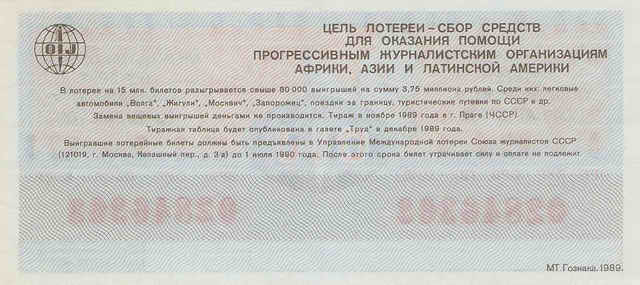 OIJ
ЦЕЛЬ ЛОТЕРЕИ – СБОР СРЕДСТВ
ДЛЯ ОКАЗАНИЯ ПОМОЩИ
ПРОГРЕССИВНЫМ ЖУРНАЛИСТСКИМ ОРГАНИЗАЦИЯМ
АФРИКИ, АЗИИ И ЛАТИНСКОЙ АМЕРИКИ
В лотерее на 15 млн. билетов разыгрывается свыше 80 000 выигрышей на сумму 3,75 миллиона рублей. Среди них: легковые
автомобили „Волга", „Жигули", „Москвич", „Запорожец", поездки за границу, туристические путевки по СССР и др.
Замена вещевых выигрышей деньгами не производится. Тираж в ноябре 1989 года в г. Праге (ЧССР)
Тиражная таблица будет опубликована в газете „Труд" в декабре 1989 года.
Выигравшие лотерейные билеты должны быть предъявлены в Управление Международной лотереи Союза журналистов СССР
(121019, г. Москва, Калашный пер., д. 3 а) до 1 июля 1990 года. После этого срока билет утрачивает силу и оплате не подлежит.
МТ. Гознака. 1989.